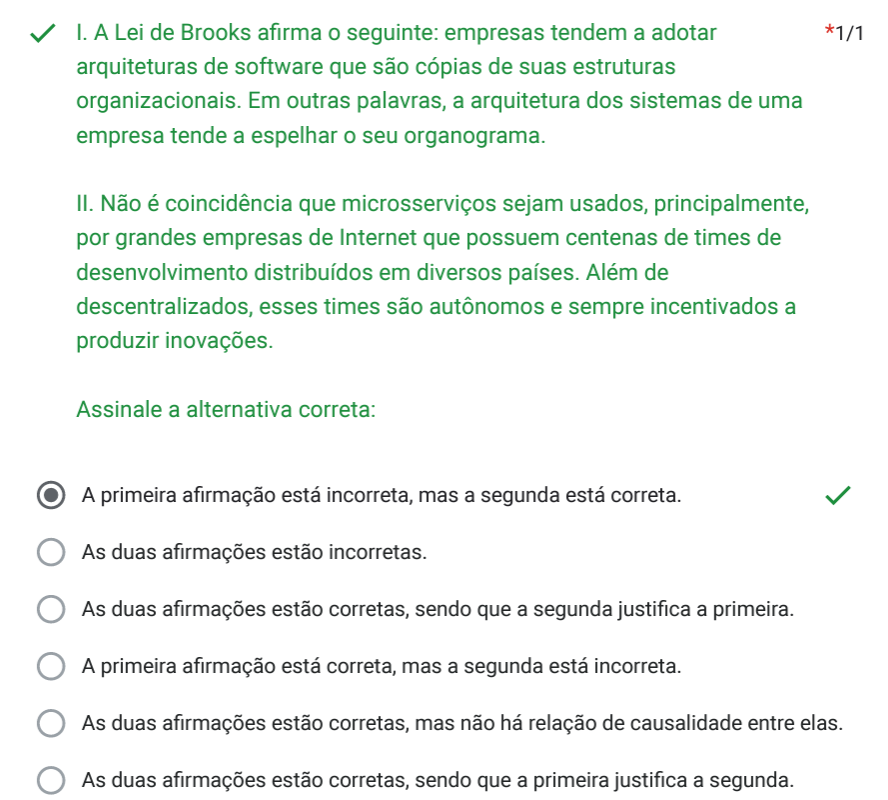 I. A Lei de Brooks afirma o seguinte: empresas tendem a adotar
*1/1
arquiteturas de software que são cópias de suas estruturas
organizacionais. Em outras palavras, a arquitetura dos sistemas de uma
empresa tende a espelhar o seu organograma.
II. Não é coincidência que microsserviços sejam usados, principalmente,
por grandes empresas de Internet que possuem centenas de times de
desenvolvimento distribuídos em diversos países. Além de
descentralizados, esses times são autônomos e sempre incentivados a
produzir inovações.
Assinale a alternativa correta:
A primeira afirmação está incorreta, mas a segunda está correta.
As duas afirmações estão incorretas.
As duas afirmações estão corretas, sendo que a segunda justifica a primeira.
A primeira afirmação está correta, mas a segunda está incorreta.
As duas afirmações estão corretas, mas não há relação de causalidade entre elas.
As duas afirmações estão corretas, sendo que a primeira justifica a segunda.